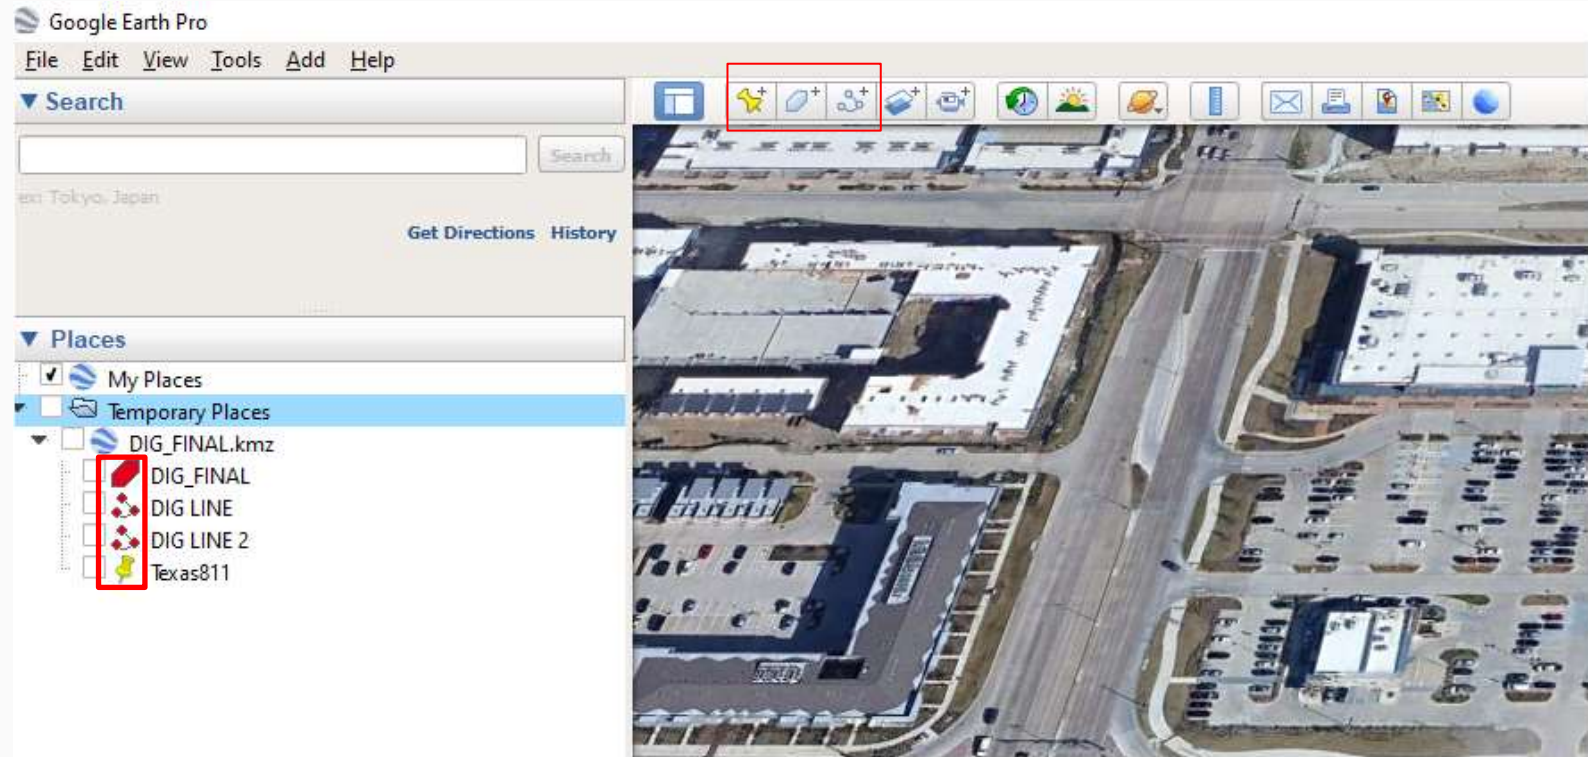 Google Earth Pro
File Edit View Tools Add Help
Search
Search
ex: Tokyo, Japan
Get Directions History
Places
My Places
Temporary Places
DIG_FINAL.kmz
DIG_FINAL
DIG LINE
DIG LINE 2
Texas811